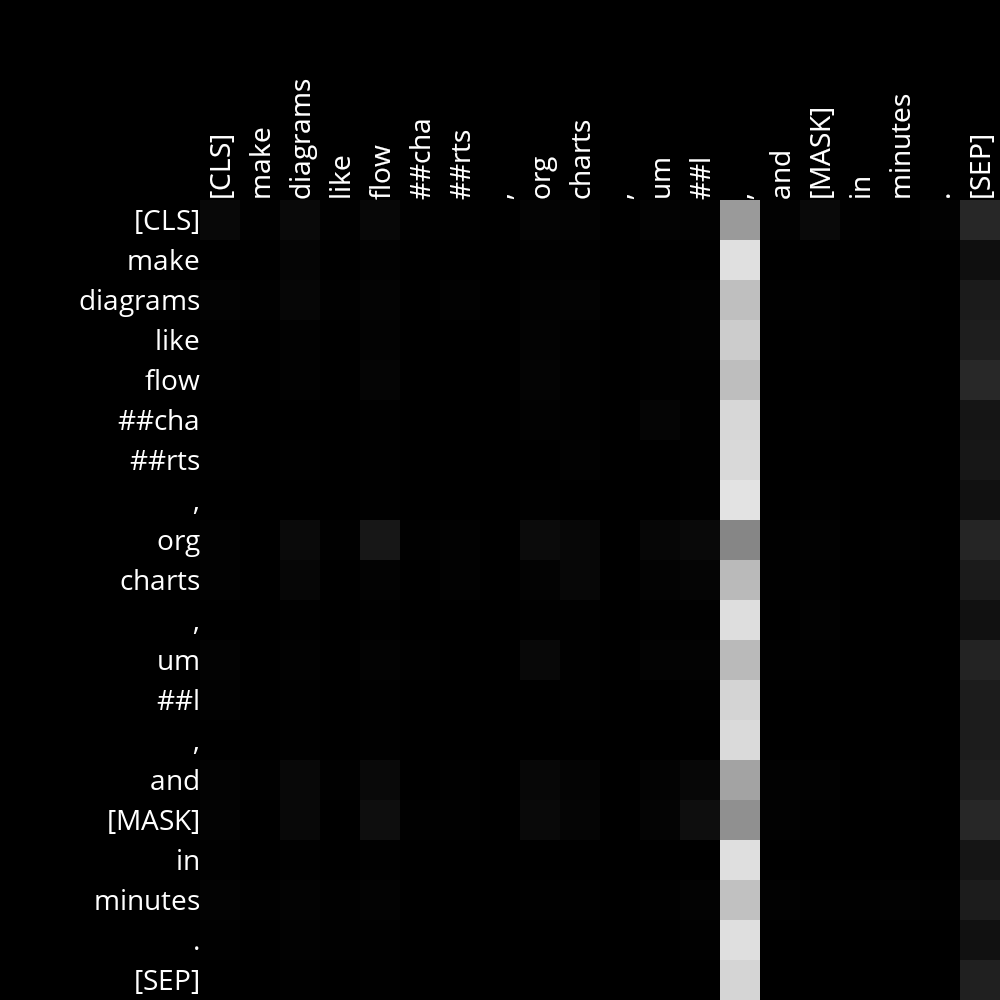 [CLS] make diagrams like flow ##cha ##rts , org charts , um ##l , and [MASK] in minutes . [SEP]
[CLS]
make
diagrams
like
flow
##cha
##rts
,
org
charts
,
um
##l
,
and
[MASK]
in
minutes
.
[SEP]